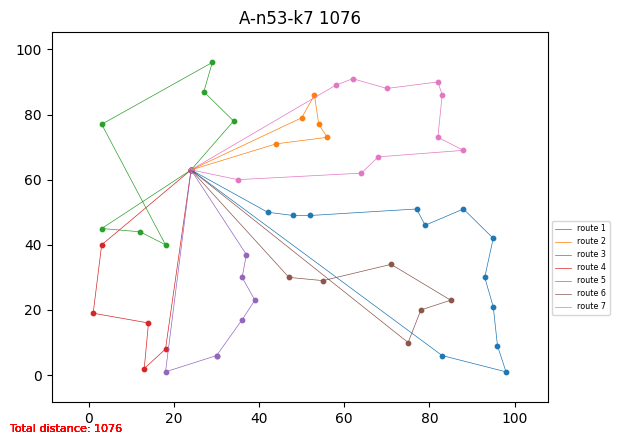 A-n53-k7 1076
100
80
60
40
20
0
0 20 40 60 80 100
route 1
route 2
route 3
route 4
route 5
route 6
route 7
Total distance: 1076